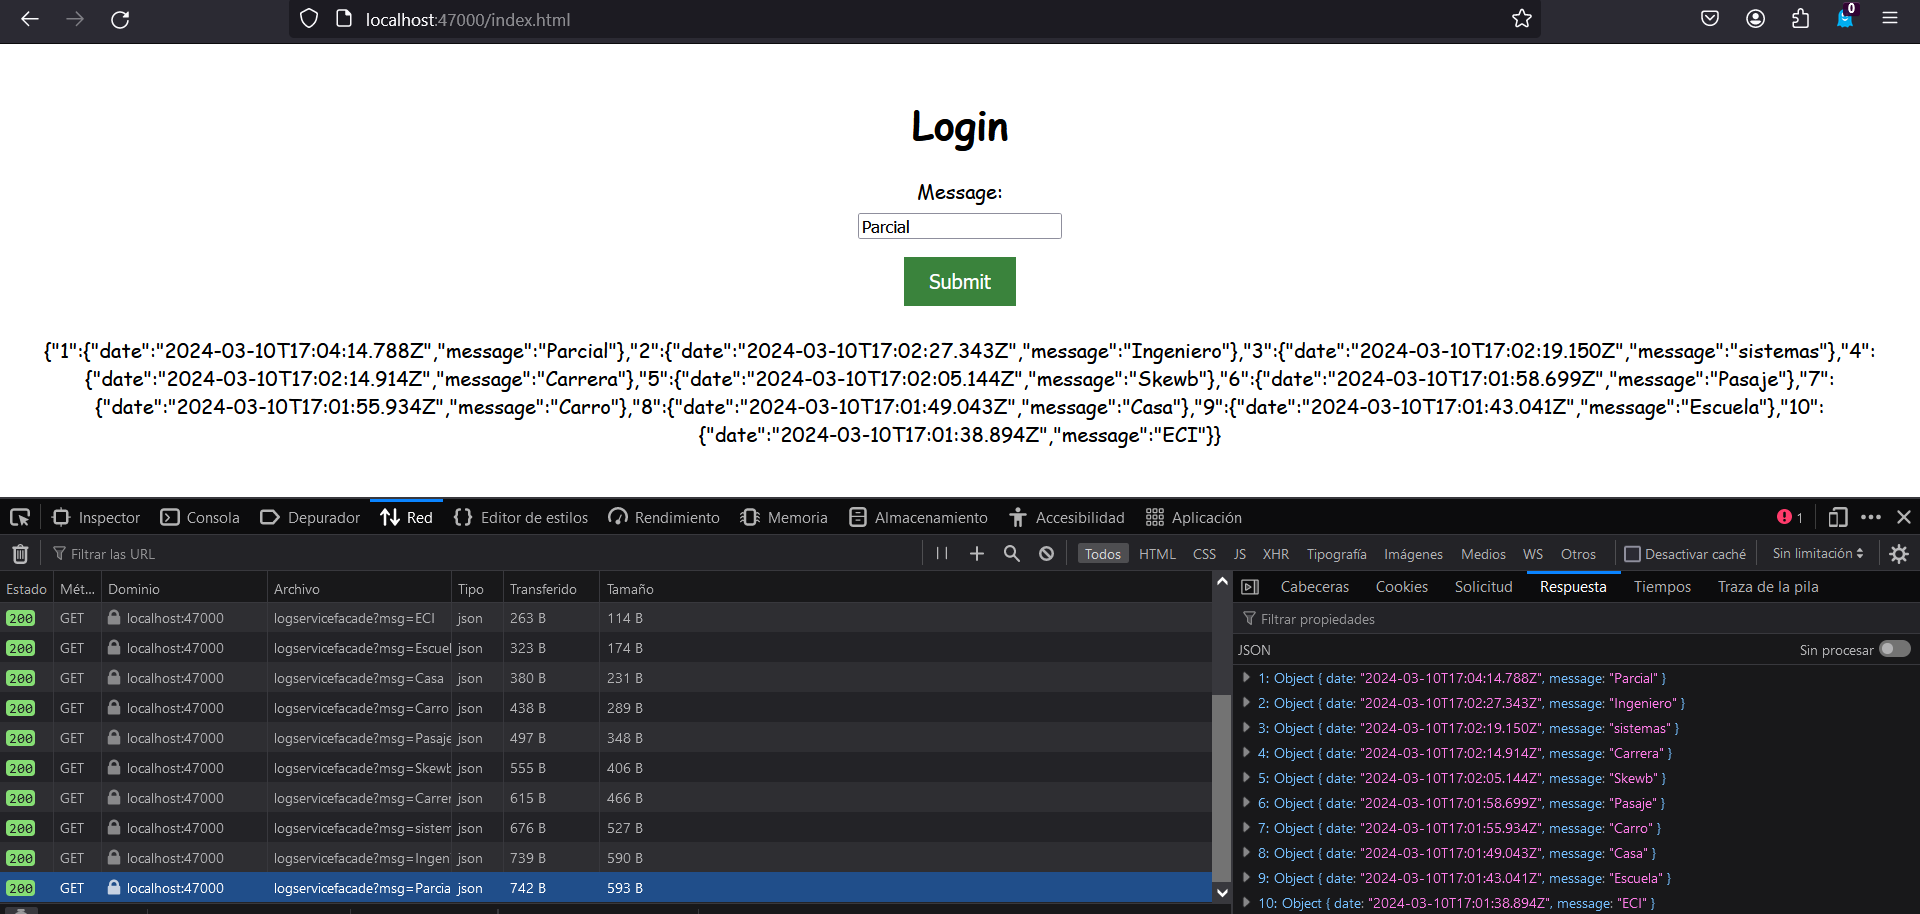 localhost:47000/index.html
0
Login
Message:
Parcial
Submit
{"1":{"date":"2024-03-10T17:04:14.788Z","message":"Parcial"},"2":{"date":"2024-03-10T17:02:27.343Z","message":"Ingeniero"},"3":{"date":"2024-03-10T17:02:19.150Z","message":"sistemas"},"4":
{"date":"2024-03-10T17:02:14.914Z","message":"Carrera"},"5":{"date":"2024-03-10T17:02:05.144Z","message":"Skewb"},"6":{"date":"2024-03-10T17:01:58.699Z","message":"Pasaje"},"7":
{"date":"2024-03-10T17:01:55.934Z","message":"Carro"},"8":{"date":"2024-03-10T17:01:49.043Z","message":"Casa"},"9":{"date":"2024-03-10T17:01:43.041Z","message":"Escuela"},"10":
{"date":"2024-03-10T17:01:38.894Z","message":"ECI"}}
Inspector Consola Depurador Red Editor de estilos Rendimiento Memoria Almacenamiento Accesibilidad Aplicación 1
Filtrar las URL Todos HTML CSS JS XHR Tipografía Imágenes Medios WS Otros Desactivar caché Sin limitación
Estado Mét... Dominio Archivo Tipo Transferido Tamaño
200 GET localhost:47000 logservicefacade?msg=ECI json 263 B 114 B
200 GET localhost:47000 logservicefacade?msg=Escuel json 323 B 174 B
200 GET localhost:47000 logservicefacade?msg=Casa json 380 B 231 B
200 GET localhost:47000 logservicefacade?msg=Carro json 438 B 289 B
200 GET localhost:47000 logservicefacade?msg=Pasaje json 497 B 348 B
200 GET localhost:47000 logservicefacade?msg=Skewb json 555 B 406 B
200 GET localhost:47000 logservicefacade?msg=Carrer json 615 B 466 B
200 GET localhost:47000 logservicefacade?msg=sistem json 676 B 527 B
200 GET localhost:47000 logservicefacade?msg=Ingen json 739 B 590 B
200 GET localhost:47000 logservicefacade?msg=Parcia json 742 B 593 B
Cabeceras Cookies Solicitud Respuesta Tiempos Traza de la pila
Filtrar propiedades
JSON Sin procesar
1: Object { date: "2024-03-10T17:04:14.788Z", message: "Parcial" }
2: Object { date: "2024-03-10T17:02:27.343Z", message: "Ingeniero" }
3: Object { date: "2024-03-10T17:02:19.150Z", message: "sistemas" }
4: Object { date: "2024-03-10T17:02:14.914Z", message: "Carrera" }
5: Object { date: "2024-03-10T17:02:05.144Z", message: "Skewb" }
6: Object { date: "2024-03-10T17:01:58.699Z", message: "Pasaje" }
7: Object { date: "2024-03-10T17:01:55.934Z", message: "Carro" }
8: Object { date: "2024-03-10T17:01:49.043Z", message: "Casa" }
9: Object { date: "2024-03-10T17:01:43.041Z", message: "Escuela" }
10: Object { date: "2024-03-10T17:01:38.894Z", message: "ECI" }